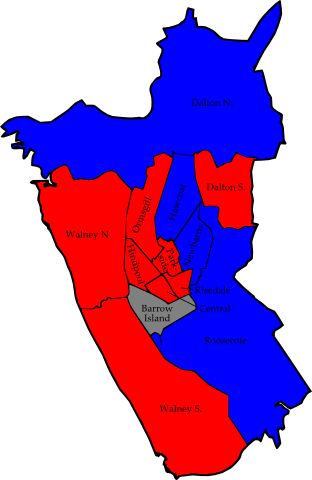 Dalton N.
Hawcoat
Dalton S.
Ormsgill
Walney N.
Newbarns
Hindpool
Parkside
Risedale
Barrow
Island
Central
Roosecote
Walney S.